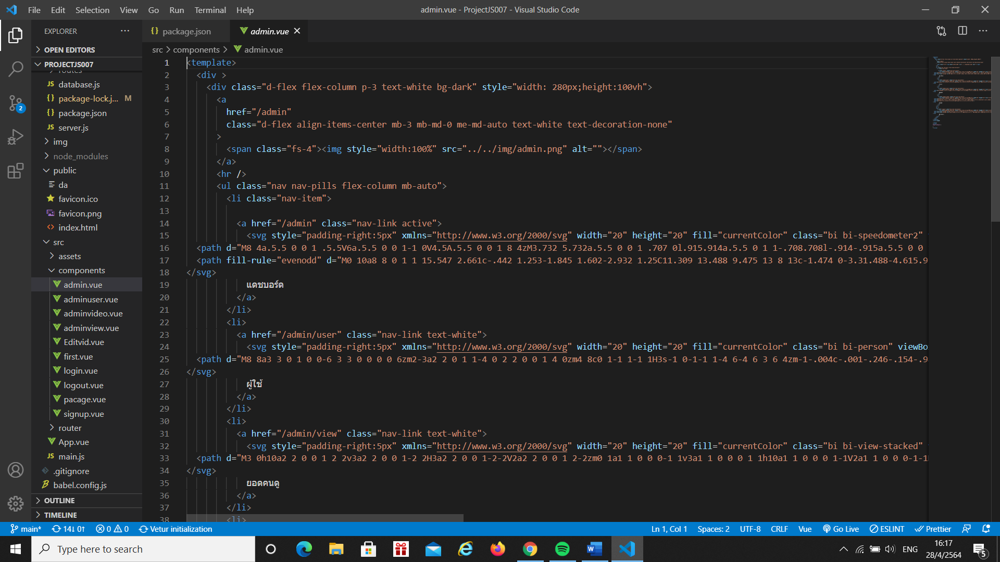 File Edit Selection View Go Run Terminal Help
admin.vue - ProjectJS007 - Visual Studio Code
EXPLORER
OPEN EDITORS
PROJECTJS007
routes
JS database.js
{} package-lock.j... M
{} package.json
JS server.js
img
node_modules
public
da
favicon.ico
favicon.png
<> index.html
src
assets
components
admin.vue
adminuser.vue
adminvideo.vue
adminview.vue
Editvid.vue
first.vue
login.vue
logout.vue
pacage.vue
signup.vue
router
App.vue
JS main.js
.gitignore
babel.config.js
OUTLINE
TIMELINE
2
{} package.json
admin.vue
src > components > admin.vue
1 <template>
2 <div >
3 <div class="d-flex flex-column p-3 text-white bg-dark" style="width: 280px;height:100vh">
4 <a
5 href="/admin"
6 class="d-flex align-items-center mb-3 mb-md-0 me-md-auto text-white text-decoration-none"
7 >
8 <span class="fs-4"><img style="width:100%" src="../../img/admin.png" alt=""></span>
9 </a>
10 <hr />
11 <ul class="nav nav-pills flex-column mb-auto">
12 <li class="nav-item">
13
14 <a href="/admin" class="nav-link active">
15 <svg style="padding-right:5px" xmlns="http://www.w3.org/2000/svg" width="20" height="20" fill="currentColor" class="bi bi-speedometer2"
16 <path d="M8 4a.5.5 0 0 1 .5.5V6a.5.5 0 0 1-1 0V4.5A.5.5 0 0 1 8 4zM3.732 5.732a.5.5 0 0 1 .707 0l.915.914a.5.5 0 1 1-.708.708l-.914-.915a.5.5 0 0
17 <path fill-rule="evenodd" d="M0 10a8 8 0 1 1 15.547 2.661c-.442 1.253-1.845 1.602-2.932 1.25C11.309 13.488 9.475 13 8 13c-1.474 0-3.31.488-4.615.9
18 </svg>
19 แดชบอร์ด
20 </a>
21 </li>
22 <li>
23 <a href="/admin/user" class="nav-link text-white">
24 <svg style="padding-right:5px" xmlns="http://www.w3.org/2000/svg" width="20" height="20" fill="currentColor" class="bi bi-person" viewBo
25 <path d="M8 8a3 3 0 1 0 0-6 3 3 0 0 0 0 6zm2-3a2 2 0 1 1-4 0 2 2 0 0 1 4 0zm4 8c0 1-1 1-1 1H3s-1 0-1-1 1-4 6-4 6 3 6 4zm-1-.004c-.001-.246-.154-.9
26 </svg>
27 ผู้ใช้
28 </a>
29 </li>
30 <li>
31 <a href="/admin/view" class="nav-link text-white">
32 <svg style="padding-right:5px" xmlns="http://www.w3.org/2000/svg" width="20" height="20" fill="currentColor" class="bi bi-view-stacked"
33 <path d="M3 0h10a2 2 0 0 1 2 2v3a2 2 0 0 1-2 2H3a2 2 0 0 1-2-2V2a2 2 0 0 1 2-2zm0 1a1 1 0 0 0-1 1v3a1 1 0 0 0 1 1h10a1 1 0 0 0 1-1V2a1 1 0 0 0-1-1
34 </svg>
35 ยอดคนดู
36 </a>
37 </li>
38 <li>
main* 14↓ 0↑ 0 0 Vetur initialization
Ln 1, Col 1 Spaces: 2 UTF-8 CRLF Vue Go Live ESLINT Prettier
Type here to search
ENG
16:17
28/4/2564
5